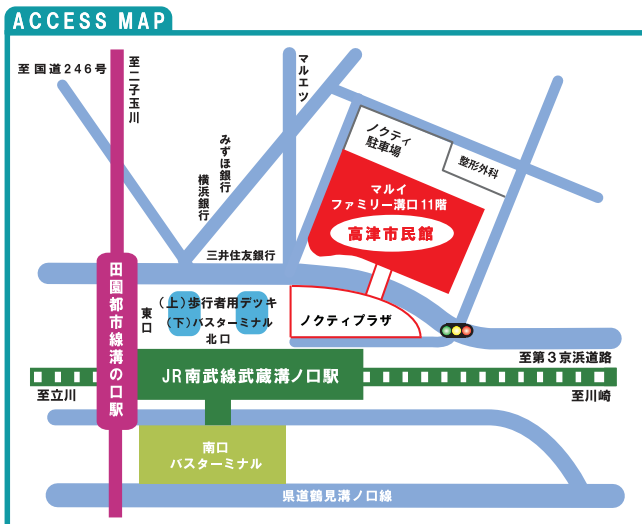 ACCESS MAP
至国道246号
至二子玉川
マルエツ
みずほ銀行
横浜銀行
三井住友銀行
ノクティ
駐車場
整形外科
マルイ
ファミリー溝口11階
高津市民館
田園都市線溝の口駅
東口
(上)歩行者用デッキ
(下)バスターミナル
北口
ノクティプラザ
至第3京浜道路
JR南武線武蔵溝ノ口駅
至立川
至川崎
南口
バスターミナル
県道鶴見溝ノ口線